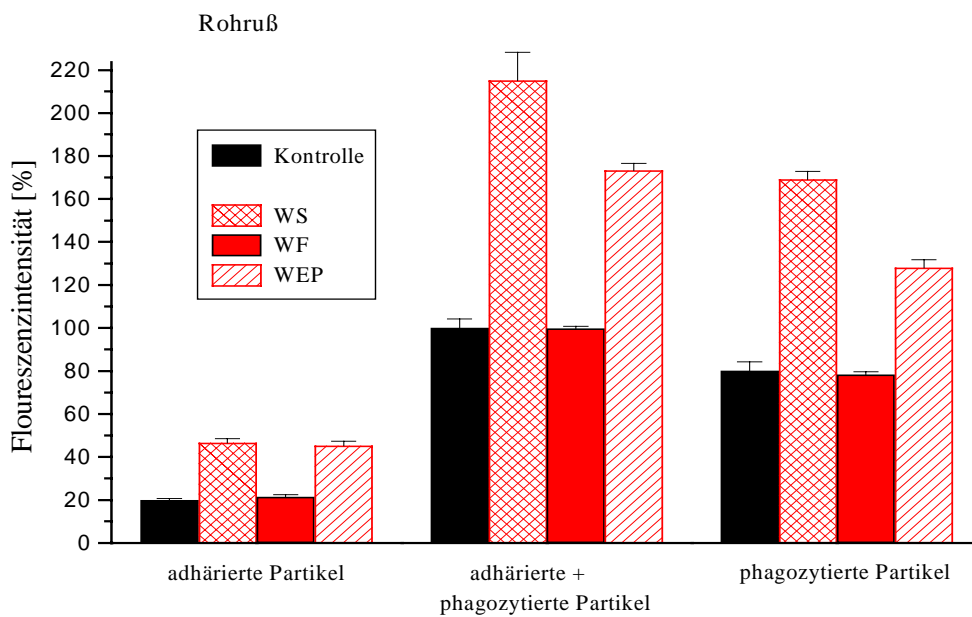 Rohruß
Floureszenzintensität [%]
220
200
180
160
140
120
100
80
60
40
20
0
Kontrolle
WS
WF
WEP
adhärierte Partikel
adhärierte +
phagozytierte Partikel
phagozytierte Partikel